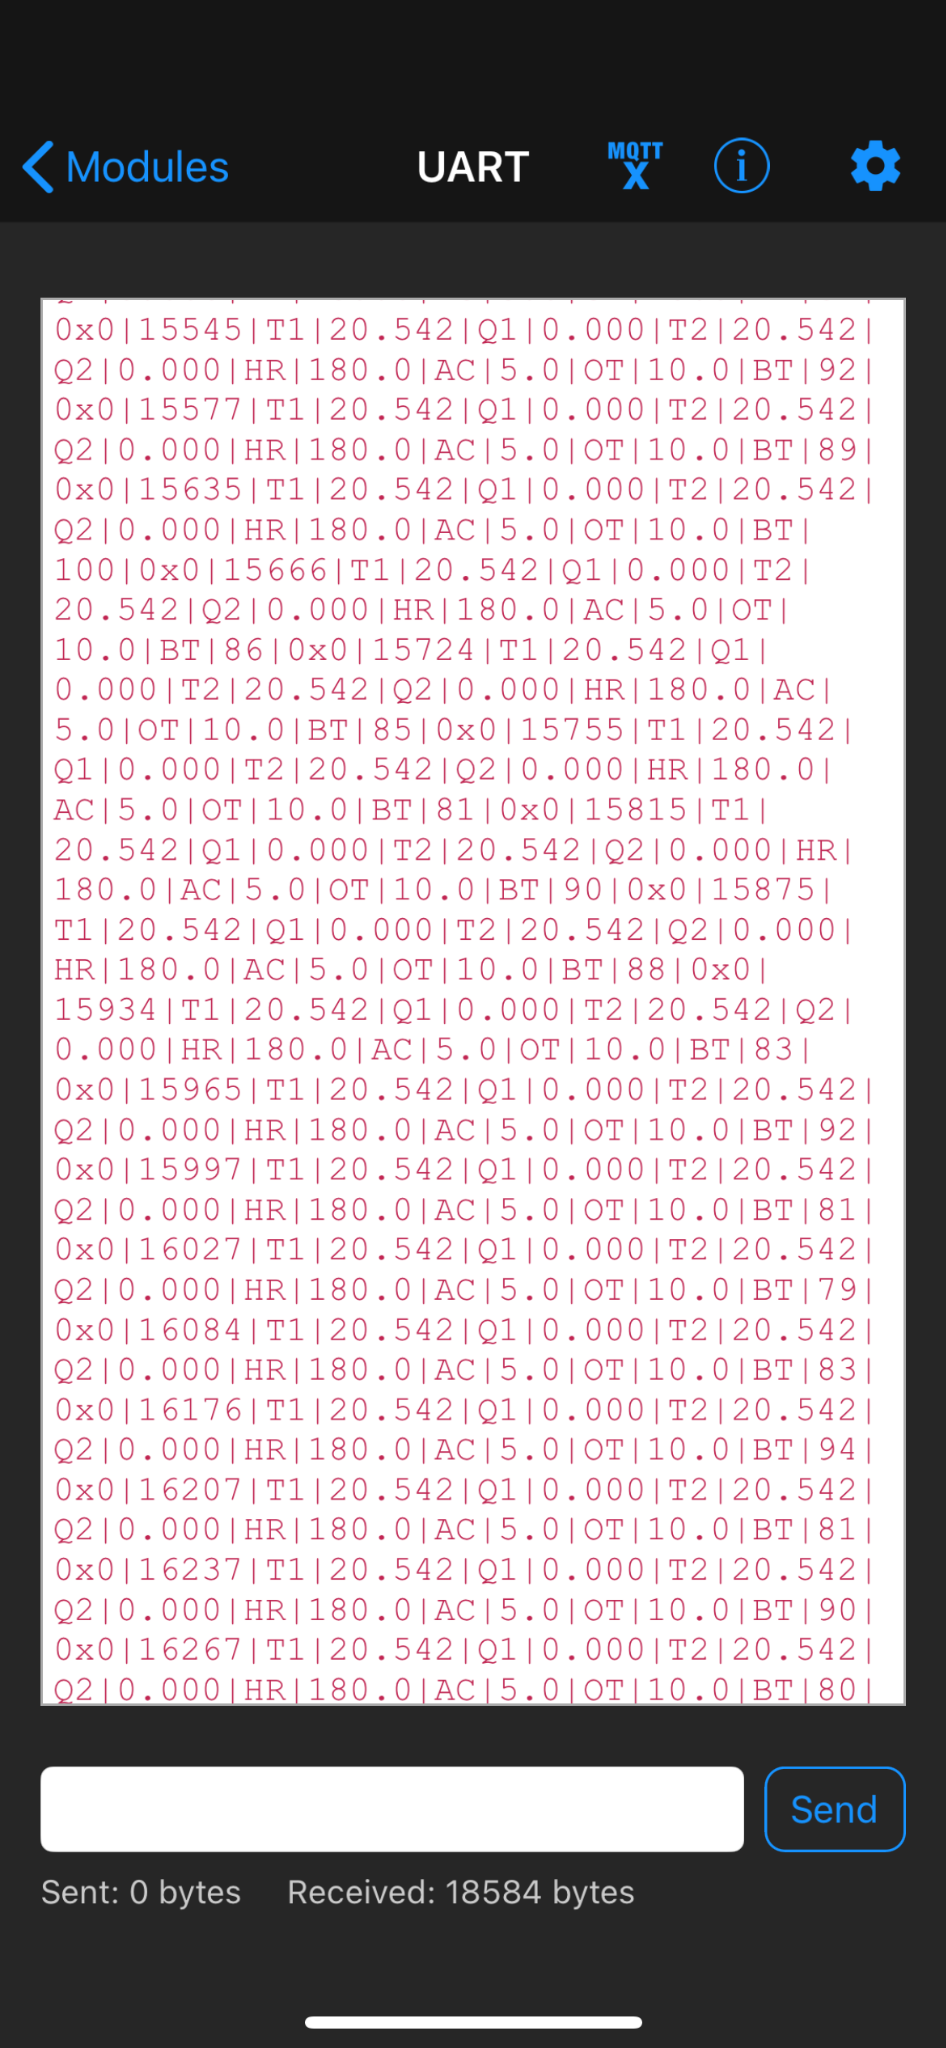 Modules
UART
MQTT
X
i
0x0|15545|T1|20.542|Q1|0.000|T2|20.542|
Q2|0.000|HR|180.0|AC|5.0|OT|10.0|BT|92|
0x0|15577|T1|20.542|Q1|0.000|T2|20.542|
Q2|0.000|HR|180.0|AC|5.0|OT|10.0|BT|89|
0x0|15635|T1|20.542|Q1|0.000|T2|20.542|
Q2|0.000|HR|180.0|AC|5.0|OT|10.0|BT|
100|0x0|15666|T1|20.542|Q1|0.000|T2|
20.542|Q2|0.000|HR|180.0|AC|5.0|OT|
10.0|BT|86|0x0|15724|T1|20.542|Q1|
0.000|T2|20.542|Q2|0.000|HR|180.0|AC|
5.0|OT|10.0|BT|85|0x0|15755|T1|20.542|
Q1|0.000|T2|20.542|Q2|0.000|HR|180.0|
AC|5.0|OT|10.0|BT|81|0x0|15815|T1|
20.542|Q1|0.000|T2|20.542|Q2|0.000|HR|
180.0|AC|5.0|OT|10.0|BT|90|0x0|15875|
T1|20.542|Q1|0.000|T2|20.542|Q2|0.000|
HR|180.0|AC|5.0|OT|10.0|BT|88|0x0|
15934|T1|20.542|Q1|0.000|T2|20.542|Q2|
0.000|HR|180.0|AC|5.0|OT|10.0|BT|83|
0x0|15965|T1|20.542|Q1|0.000|T2|20.542|
Q2|0.000|HR|180.0|AC|5.0|OT|10.0|BT|92|
0x0|15997|T1|20.542|Q1|0.000|T2|20.542|
Q2|0.000|HR|180.0|AC|5.0|OT|10.0|BT|81|
0x0|16027|T1|20.542|Q1|0.000|T2|20.542|
Q2|0.000|HR|180.0|AC|5.0|OT|10.0|BT|79|
0x0|16084|T1|20.542|Q1|0.000|T2|20.542|
Q2|0.000|HR|180.0|AC|5.0|OT|10.0|BT|83|
0x0|16176|T1|20.542|Q1|0.000|T2|20.542|
Q2|0.000|HR|180.0|AC|5.0|OT|10.0|BT|94|
0x0|16207|T1|20.542|Q1|0.000|T2|20.542|
Q2|0.000|HR|180.0|AC|5.0|OT|10.0|BT|81|
0x0|16237|T1|20.542|Q1|0.000|T2|20.542|
Q2|0.000|HR|180.0|AC|5.0|OT|10.0|BT|90|
0x0|16267|T1|20.542|Q1|0.000|T2|20.542|
Q2|0.000|HR|180.0|AC|5.0|OT|10.0|BT|80|
Send
Sent: 0 bytes Received: 18584 bytes